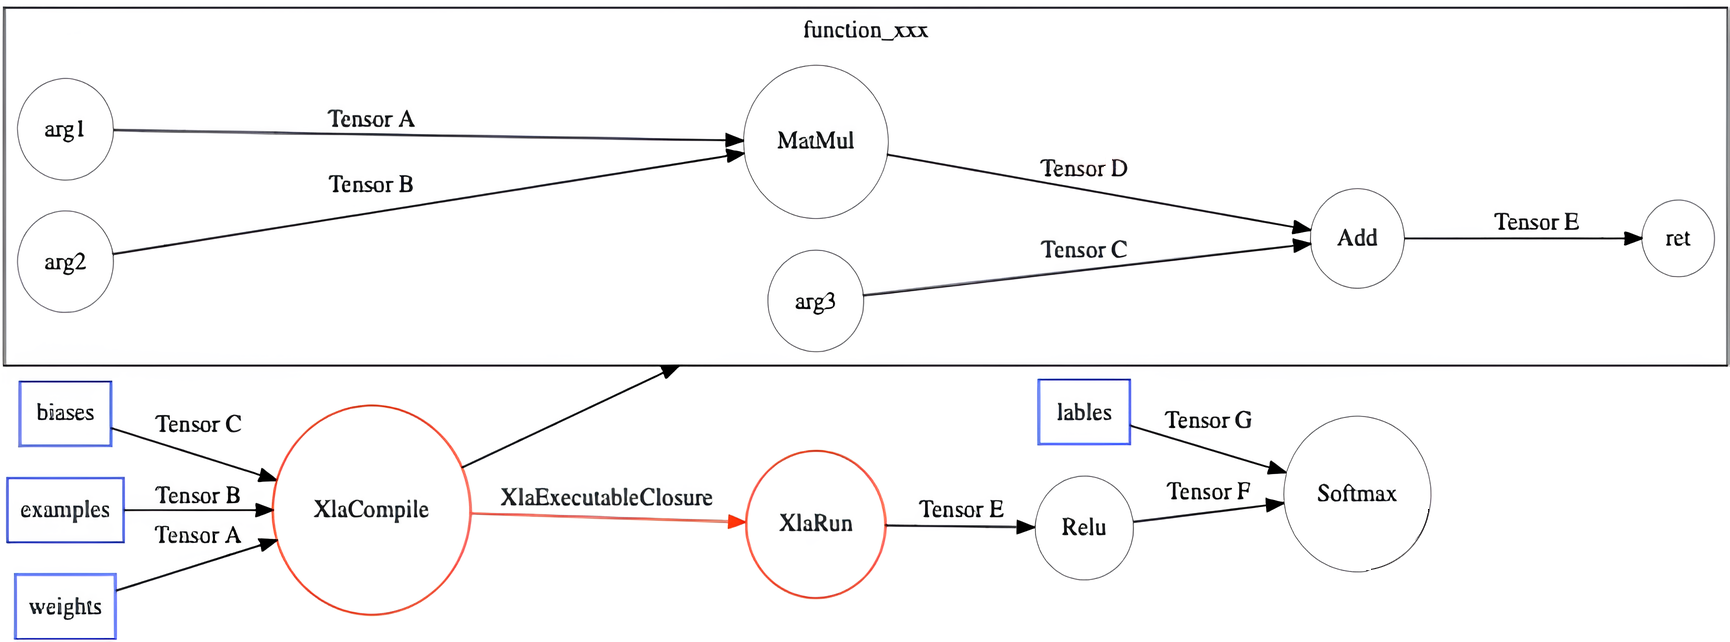 function_xxx
arg1
Tensor A
MatMul
arg2
Tensor B
Tensor D
arg3
Tensor C
Add
Tensor E
ret
biases
Tensor C
examples
Tensor B
weights
Tensor A
XlaCompile
XlaExecutableClosure
XlaRun
Tensor E
Relu
lables
Tensor G
Tensor F
Softmax